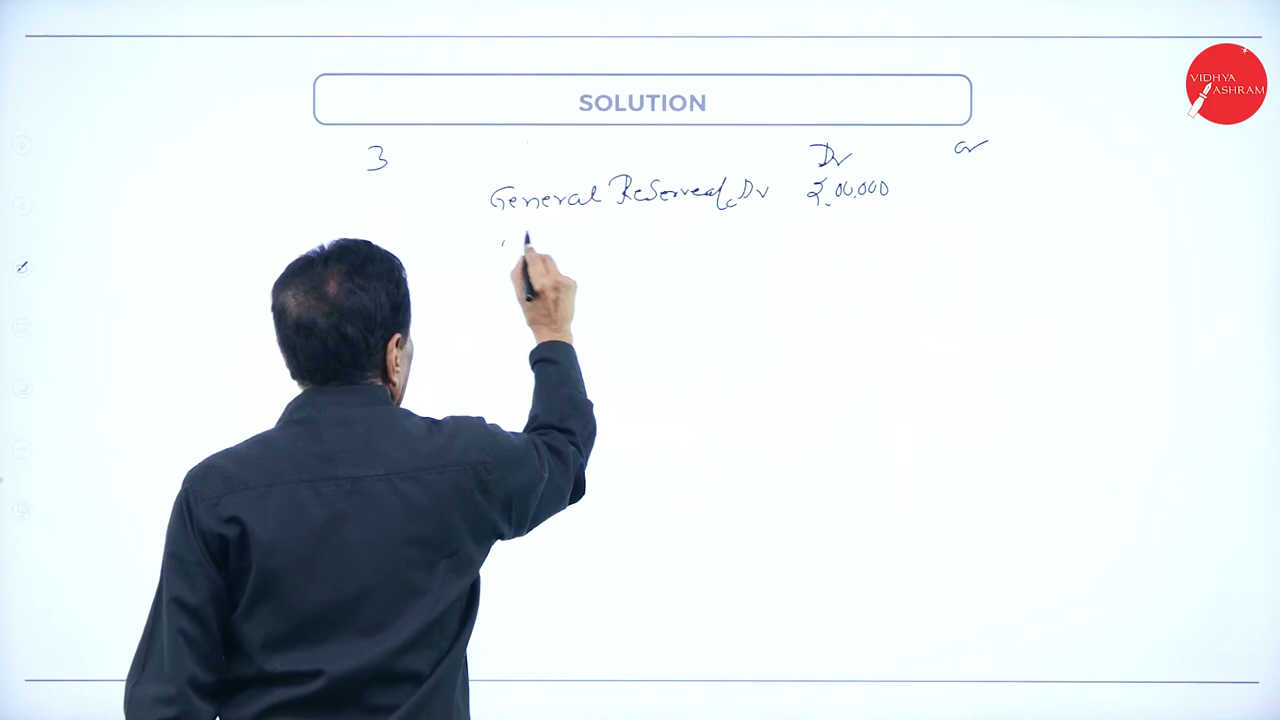 VIDHYA
ASHRAM
SOLUTION
3
Dr Cr
General Reserve a/c Dr 2,00,000